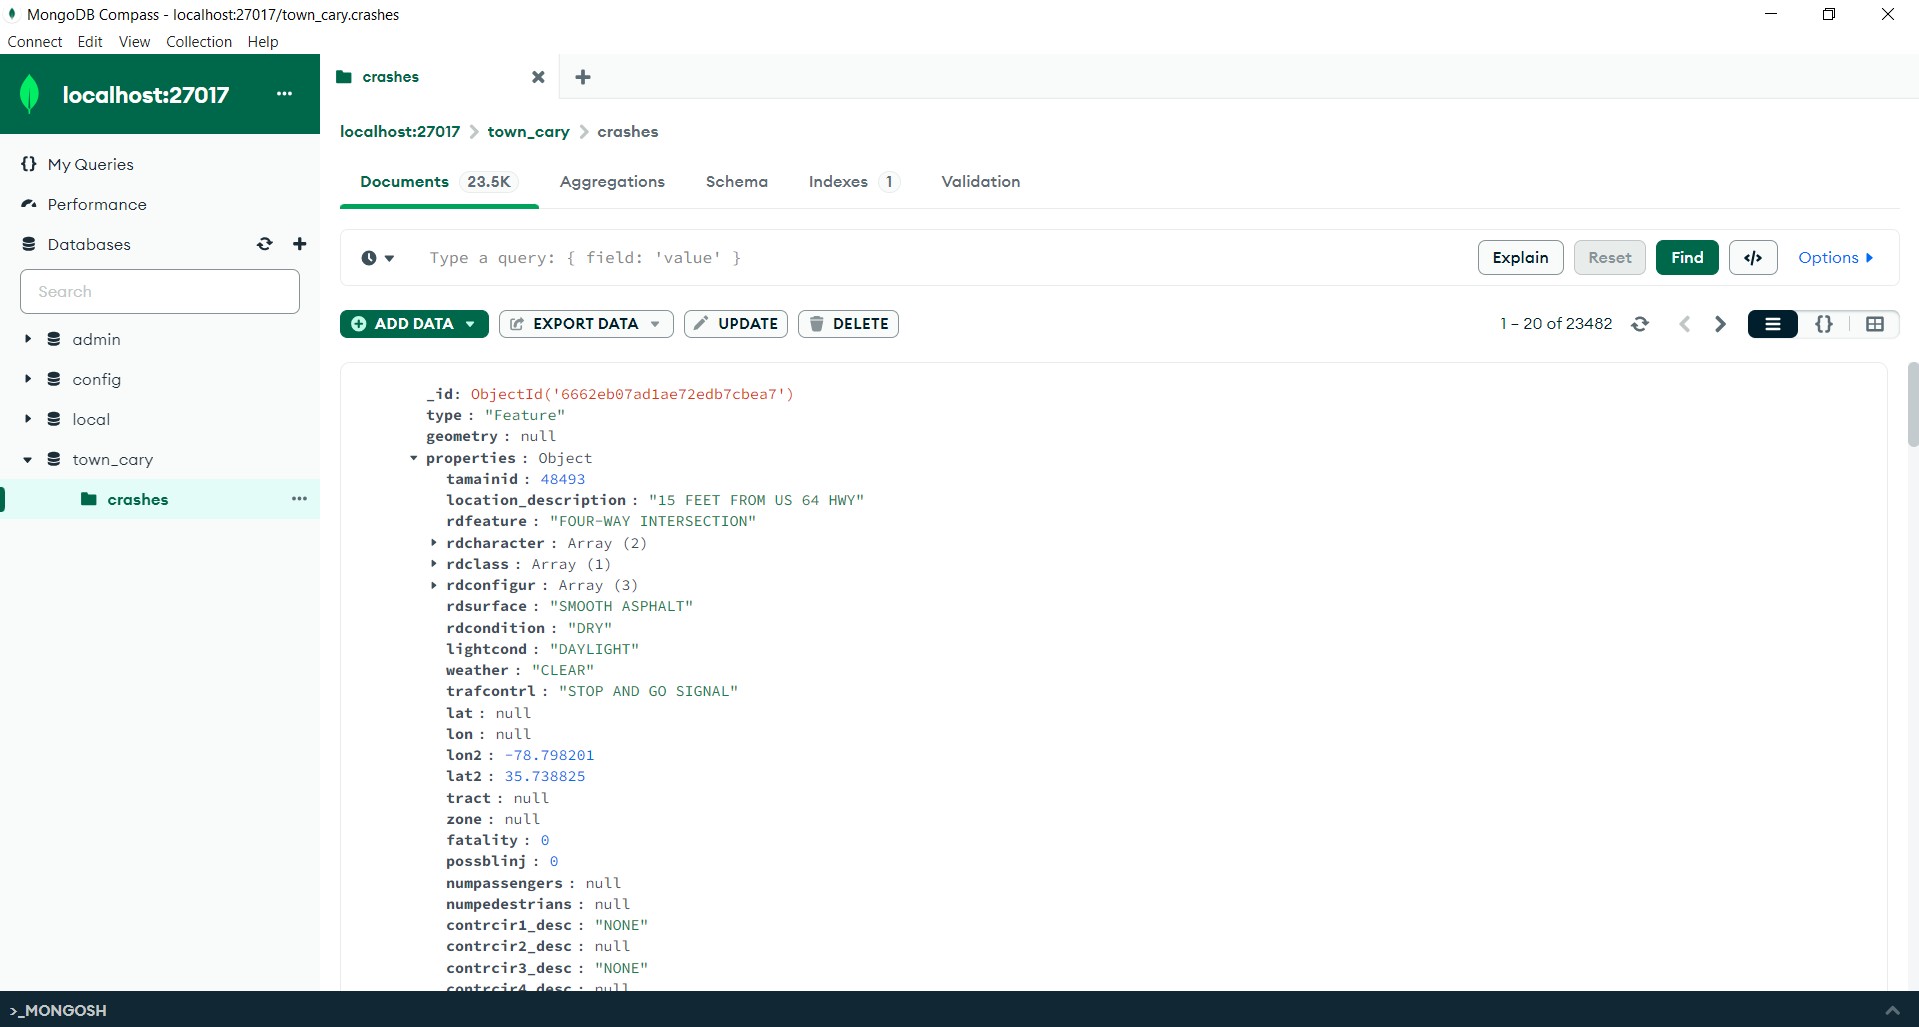 MongoDB Compass - localhost:27017/town_cary.crashes
Connect Edit View Collection Help
localhost:27017 ...
crashes
localhost:27017 > town_cary > crashes
My Queries
Performance
Databases
Search
admin
config
local
town_cary
crashes ...
Documents 23.5K Aggregations Schema Indexes 1 Validation
Type a query: { field: 'value' } Explain Reset Find </> Options
ADD DATA EXPORT DATA UPDATE DELETE 1 – 20 of 23482 {}
_id: ObjectId('6662eb07ad1ae72edb7cbea7')
type : "Feature"
geometry : null
properties : Object
tamainid : 48493
location_description : "15 FEET FROM US 64 HWY"
rdfeature : "FOUR-WAY INTERSECTION"
rdcharacter : Array (2)
rdclass : Array (1)
rdconfigur : Array (3)
rdsurface : "SMOOTH ASPHALT"
rdcondition : "DRY"
lightcond : "DAYLIGHT"
weather : "CLEAR"
trafcontrl : "STOP AND GO SIGNAL"
lat : null
lon : null
lon2 : -78.798201
lat2 : 35.738825
tract : null
zone : null
fatality : 0
possblinj : 0
numpassengers : null
numpedestrians : null
contrcir1_desc : "NONE"
contrcir2_desc : null
contrcir3_desc : "NONE"
contrcir4_desc : null
>_MONGOSH